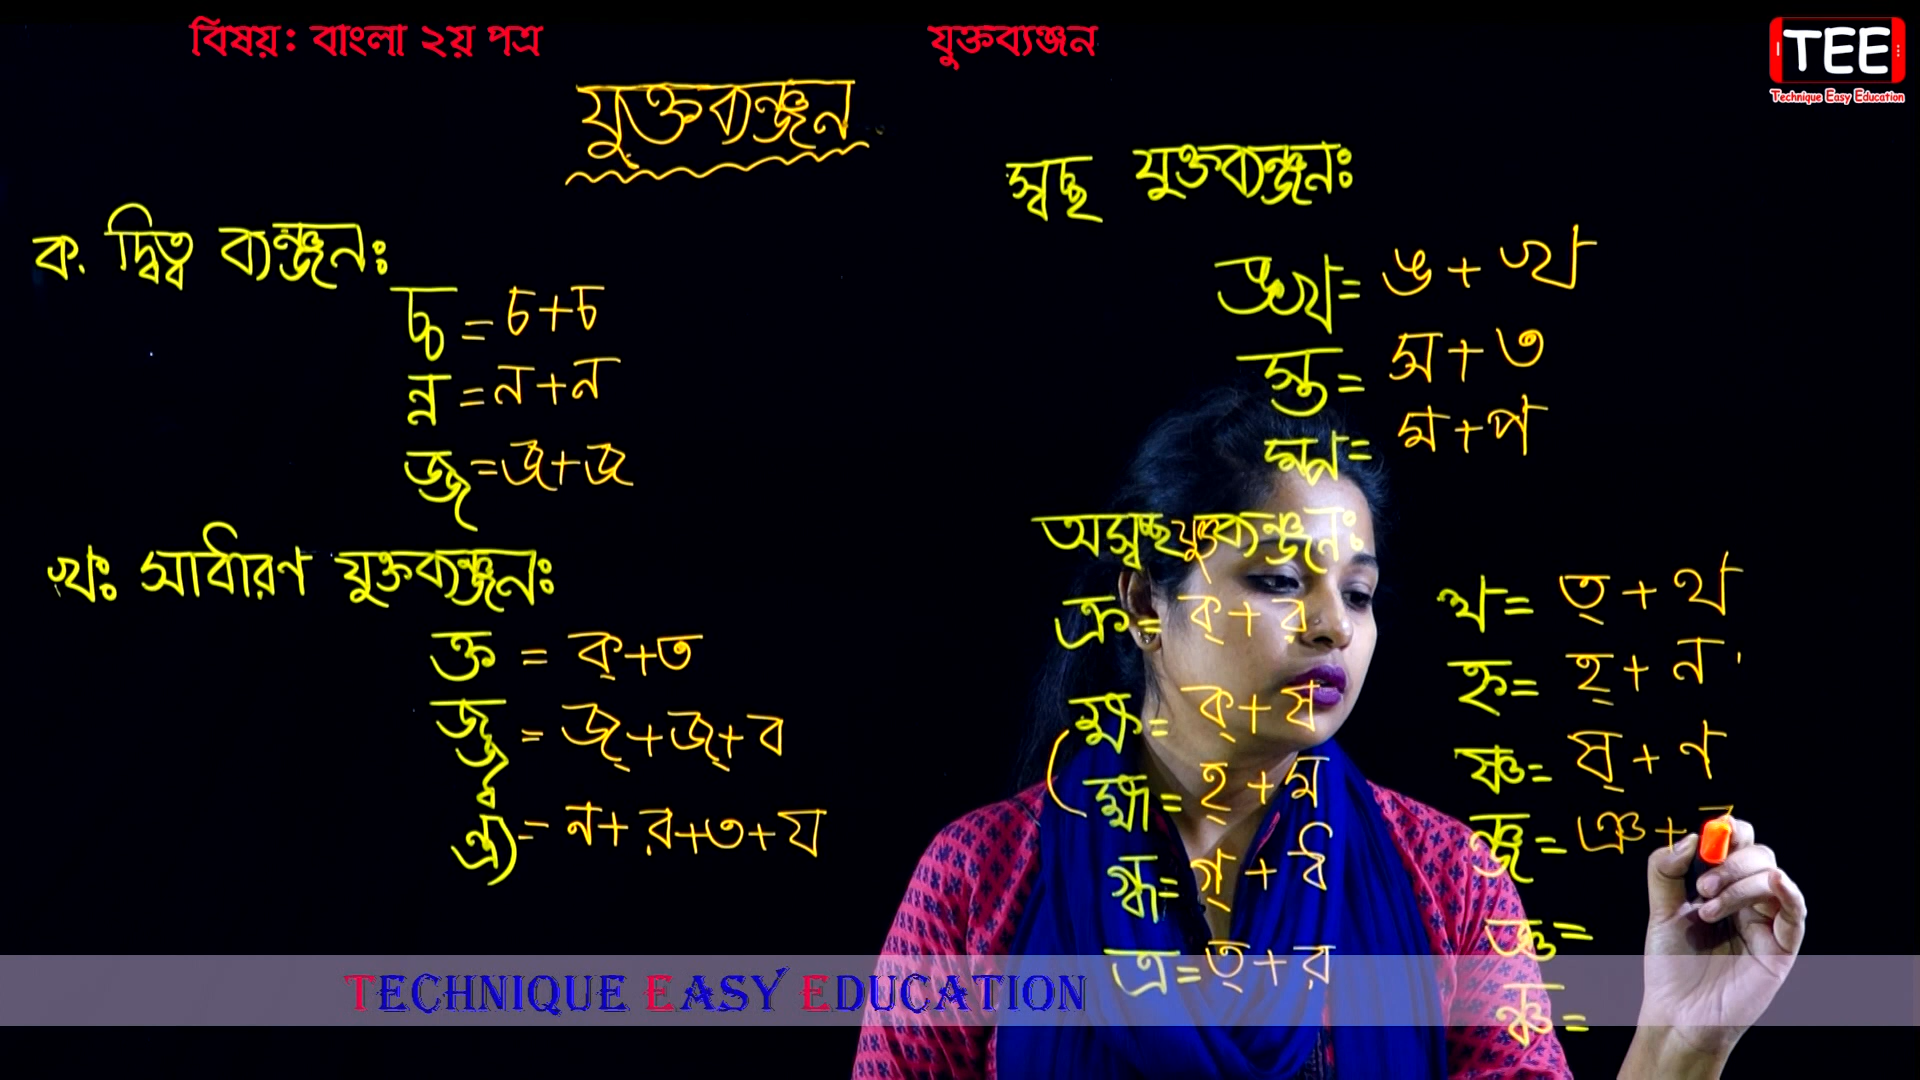 বিষয়: বাংলা ২য় পত্র
যুক্তব্যঞ্জন
TEE
Technique Easy Education
যুক্তব্যঞ্জন
ক. দ্বিত্ব ব্যঞ্জনঃ
চ্চ = চ+চ
ন্ন = ন+ন
জ্জ = জ+জ
খঃ সাধারণ যুক্তব্যঞ্জনঃ
ক্ত = ক্+ত
জ্জ্ব = জ্+জ্+ব
ন্ত্র্য = ন+র+ত+য
স্বচ্ছ যুক্তব্যঞ্জনঃ
ঙখ = ঙ + খ
স্ত = স + ত
ম্প = ম + প
অস্বচ্ছ যুক্তব্যঞ্জনঃ
ক্র = ক্ + র
ক্ষ = ক্ + ষ
হ্ম = হ্ + ম
গ্ধ = গ্ + ধ
ত্র = ত্ + র
ত্থ = ত্ + থ
হ্ন = হ্ + ন
ষ্ণ = ষ্ + ণ
ঞ্জ = ঞ +
জ্ঞ =
ঞ্চ =
TECHNIQUE EASY EDUCATION